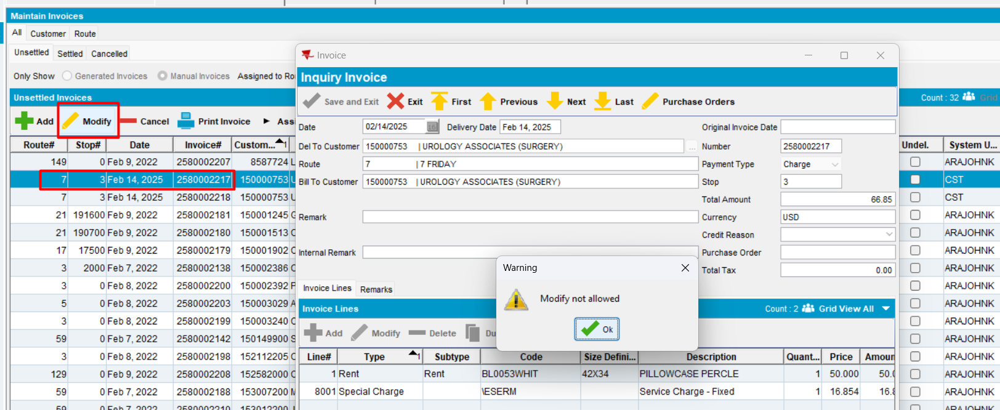 Maintain Invoices
All Customer Route
Unsettled Settled Cancelled
Only Show Generated Invoices Manual Invoices Assigned to
Unsettled Invoices
Add Modify Cancel Print Invoice
Route# Stop# Date Invoice# Custom... 1
149 0 Feb 9, 2022 2580002207 8587724
7 3 Feb 14, 2025 2580002217 150000753
7 3 Feb 14, 2025 2580002218 150000753
21 191600 Feb 9, 2022 2580002181 150001245
21 190700 Feb 9, 2022 2580002180 150001513
17 17500 Feb 9, 2022 2580002179 150001902
3 2000 Feb 7, 2022 2580002138 150002386
3 0 Feb 8, 2022 2580002200 150002392
5 0 Feb 8, 2022 2580002203 150003029
3 0 Feb 8, 2022 2580002199 150003240
59 0 Feb 7, 2022 2580002142 150149900
3 0 Feb 8, 2022 2580002198 152112205
129 0 Feb 9, 2022 2580002208 152582000
59 0 Feb 9, 2022 2580002188 153007200
59 0 Feb 9, 2022 2580002210 153012200
Invoice
Inquiry Invoice
Save and Exit Exit First Previous Next Last Purchase Orders
Date 02/14/2025 16 Delivery Date Feb 14, 2025
Del To Customer 150000753 | UROLOGY ASSOCIATES (SURGERY) ...
Route 7 | 7 FRIDAY
Bill To Customer 150000753 | UROLOGY ASSOCIATES (SURGERY)
Remark
Internal Remark
Original Invoice Date
Number 2580002217
Payment Type Charge
Stop 3
Total Amount 66.85
Currency USD
Credit Reason
Purchase Order
Total Tax 0.00
Warning
Modify not allowed
Ok
Invoice Lines Remarks
Invoice Lines Count : 2 Grid View All
Add Modify Delete
Line# Type 1 Subtype Code Size Defini... Description Quant... Price
1 Rent Rent BL0053WHIT 42X34 PILLOWCASE PERCLE 1 50.000
8001 Special Charge \ESERM Service Charge - Fixed 1 16.854
Count : 32 Grid
Undel. System U...
ARAJOHNK
CST
CST
ARAJOHNK
ARAJOHNK
ARAJOHNK
ARAJOHNK
ARAJOHNK
ARAJOHNK
ARAJOHNK
ARAJOHNK
ARAJOHNK
ARAJOHNK
ARAJOHNK
ARAJOHNK